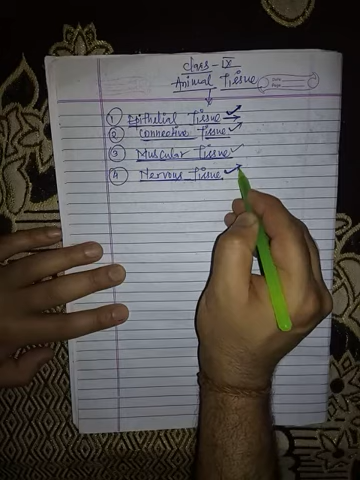 class - IX
Animal Tissue
① Epithelial Tissue
② connective Tissue
③ Muscular Tissue
④ Nervous Tissue